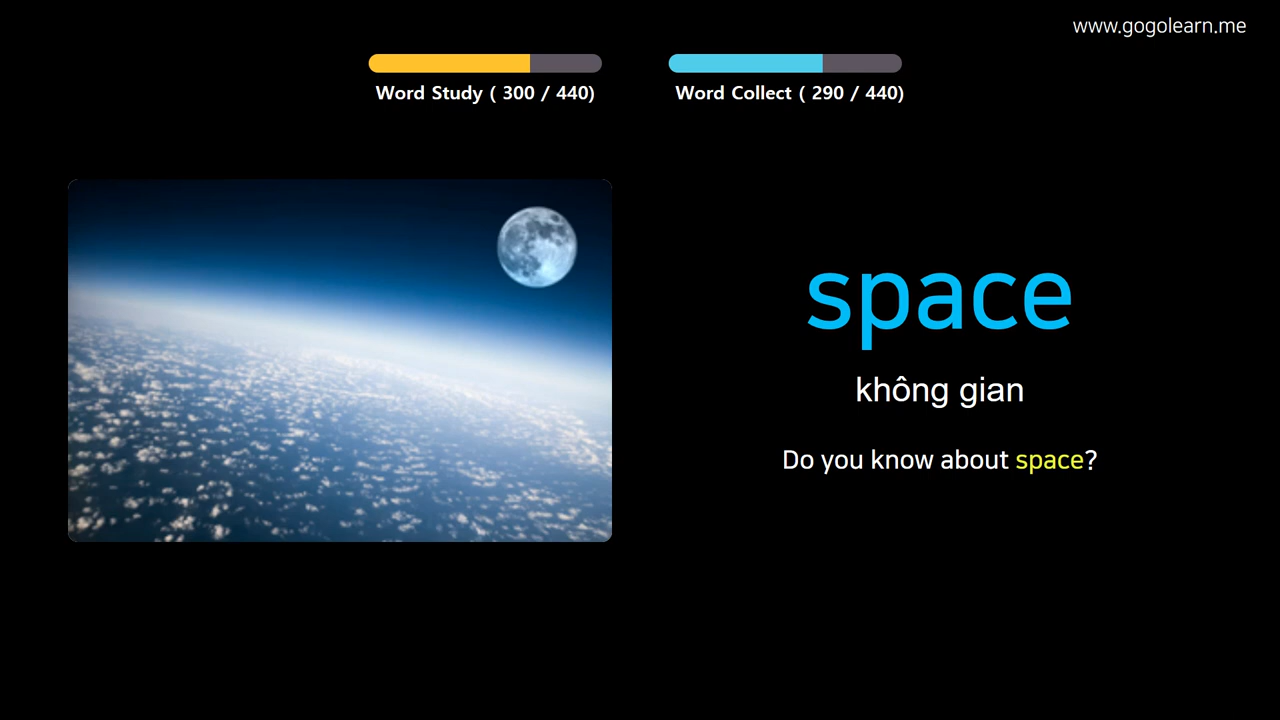 www.gogolearn.me
Word Study ( 300 / 440)
Word Collect ( 290 / 440)
space
không gian
Do you know about space?